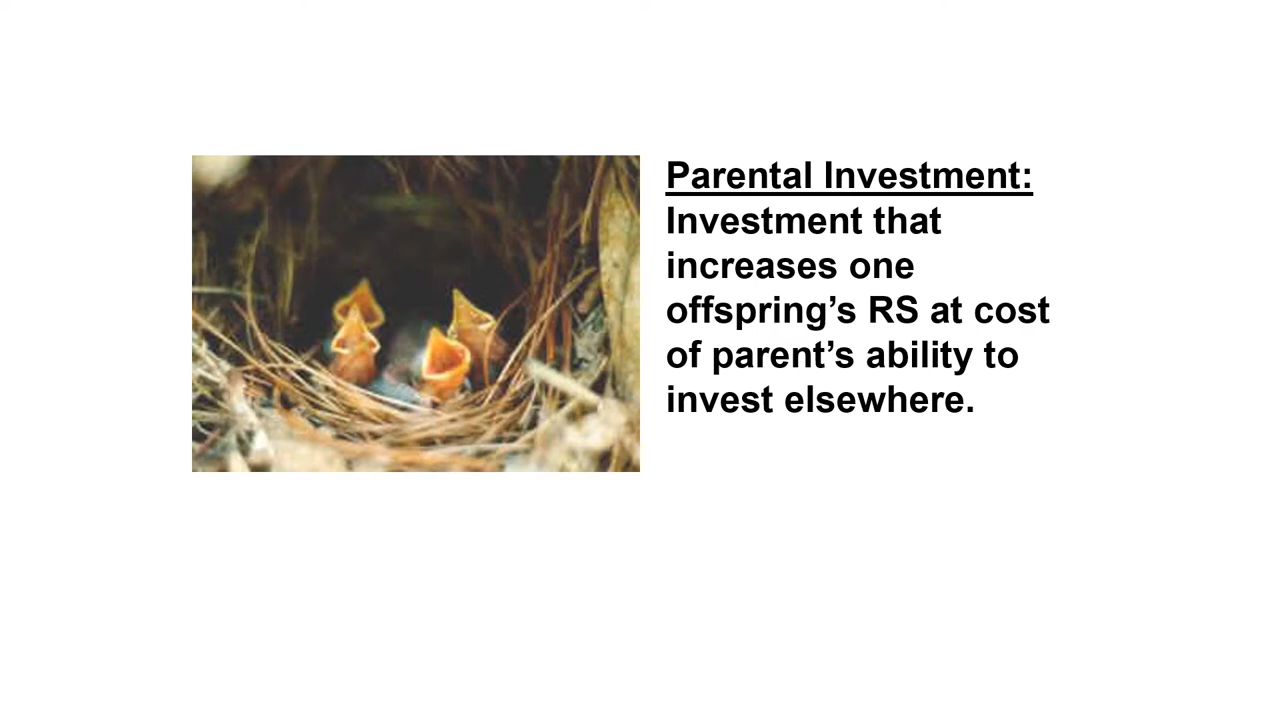 Parental Investment:
Investment that
increases one
offspring’s RS at cost
of parent’s ability to
invest elsewhere.